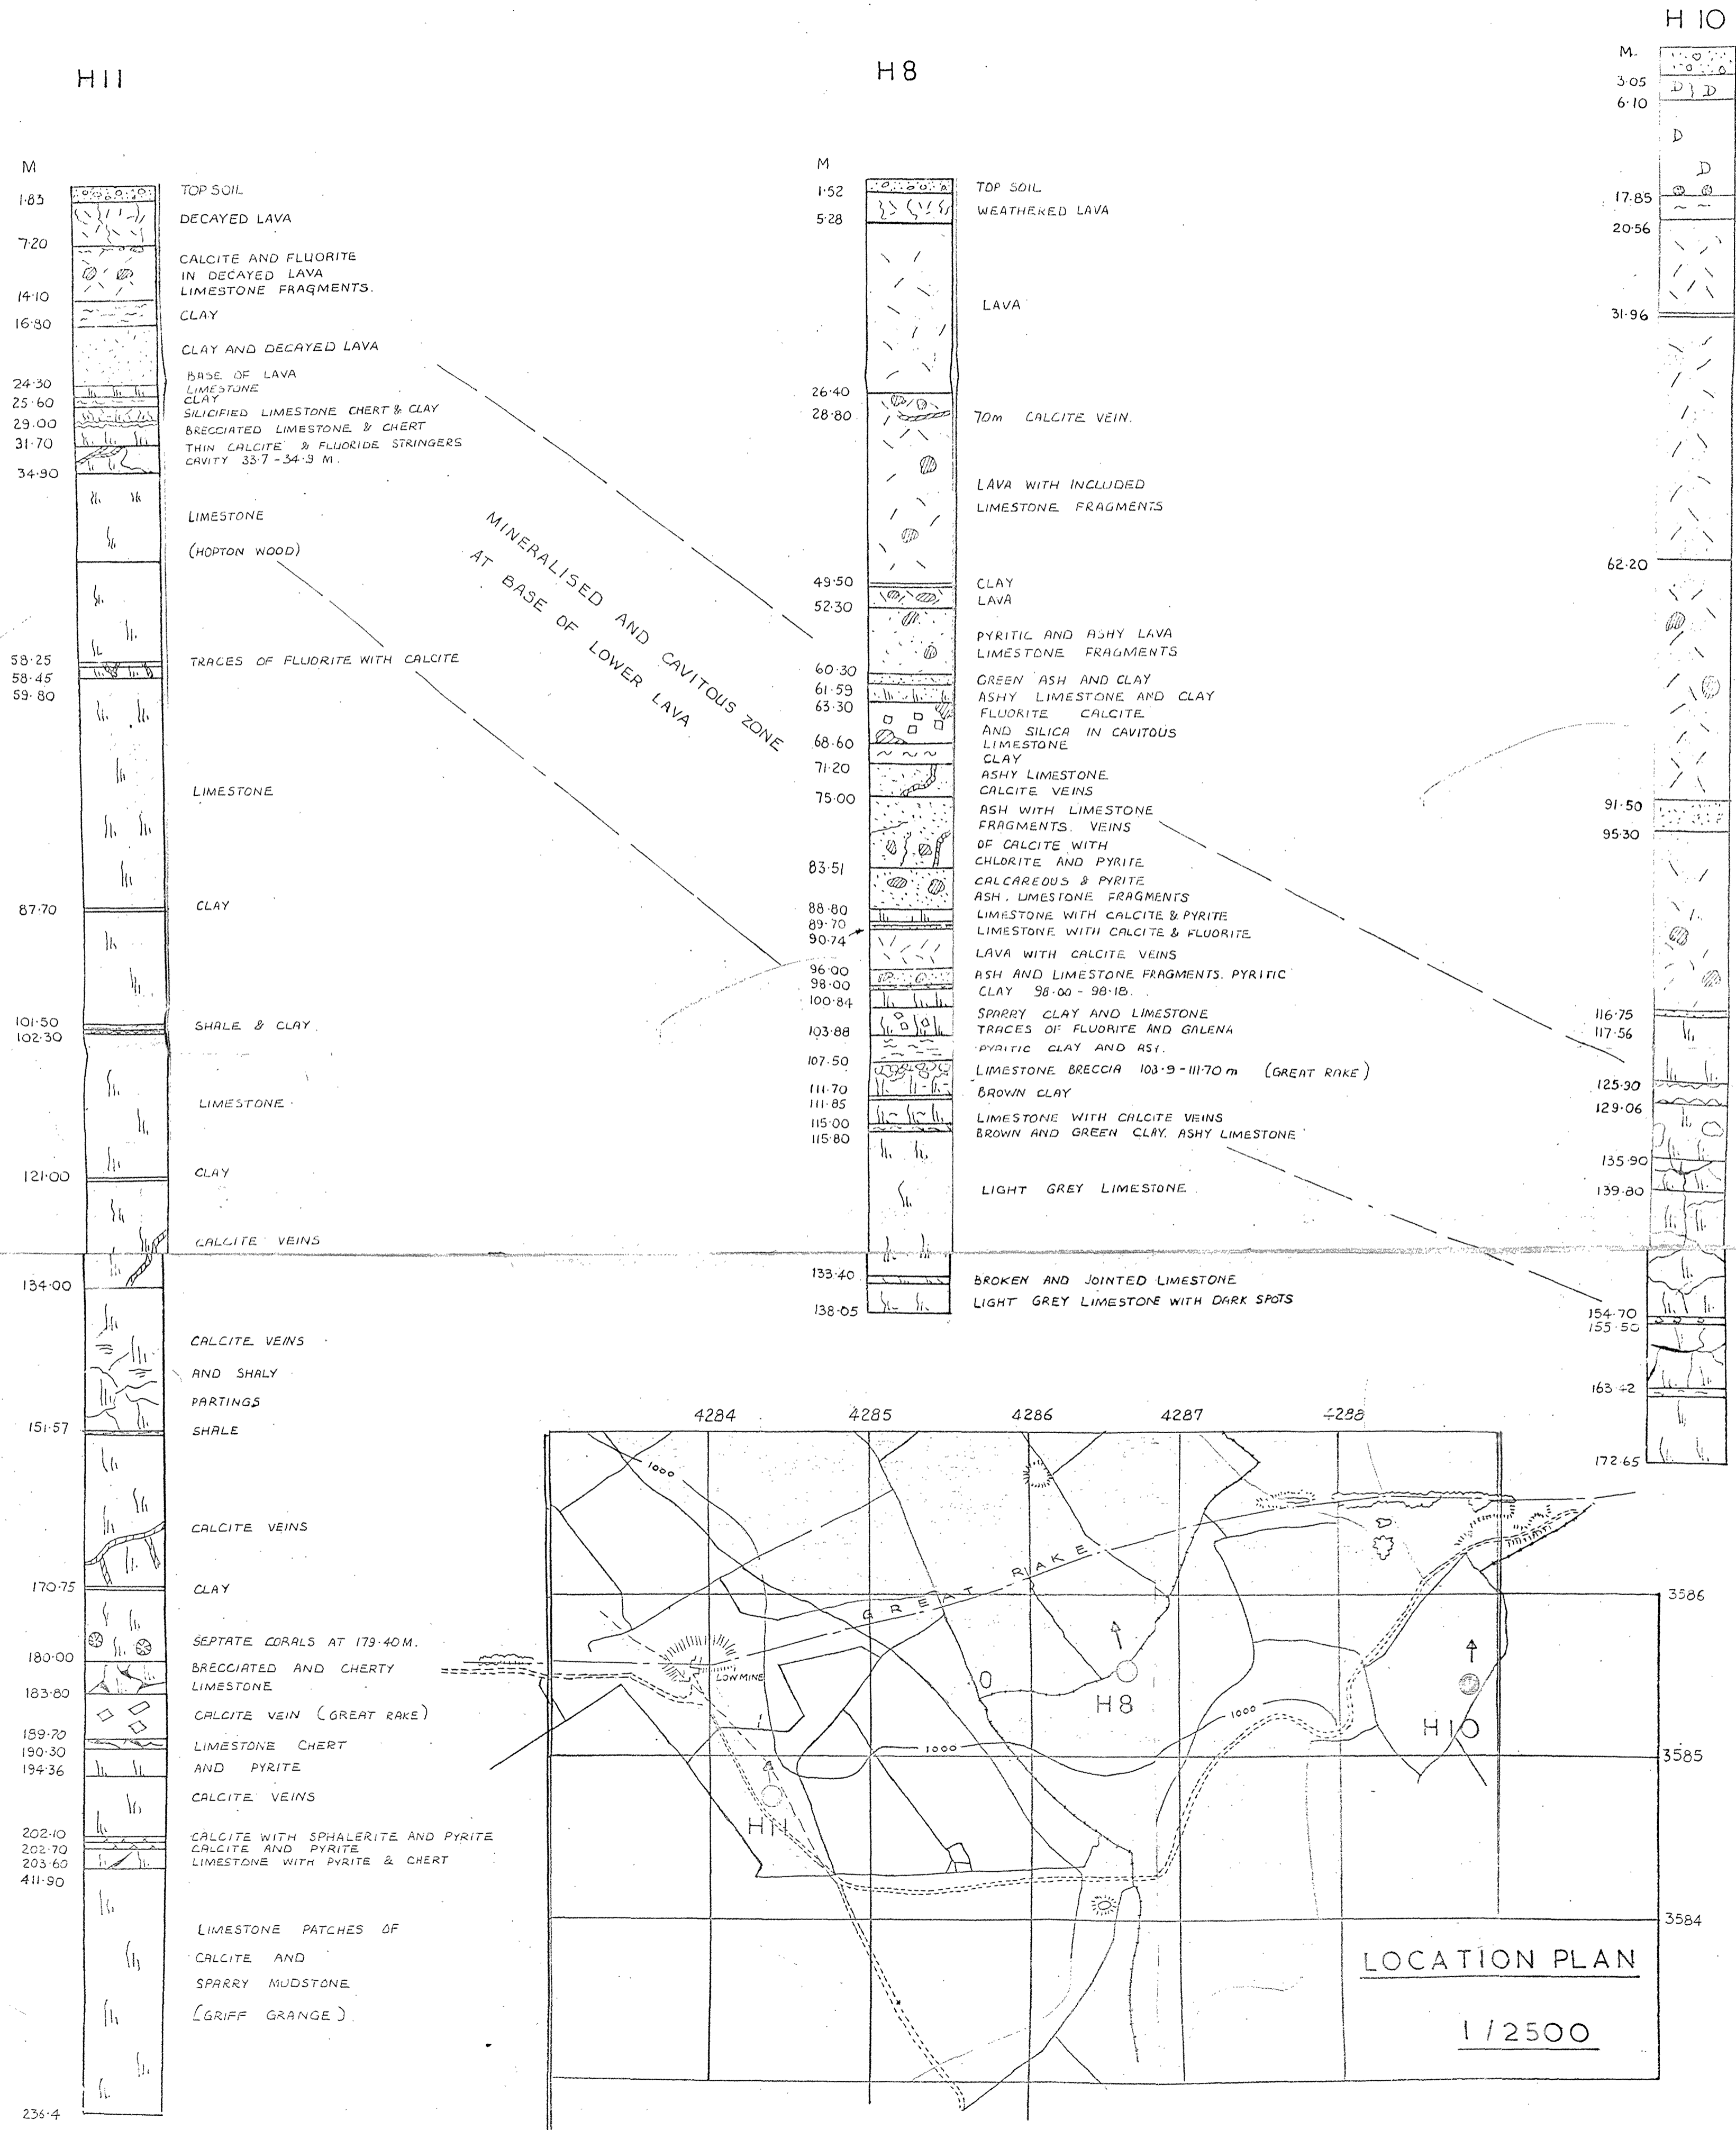 H11
M
1.83
TOP SOIL
DECAYED LAVA
7.20
CALCITE AND FLUORITE
IN DECAYED LAVA
LIMESTONE FRAGMENTS.
14.10
CLAY
16.80
CLAY AND DECAYED LAVA
BASE OF LAVA
24.30
LIMESTONE
25.60
CLAY
SILICIFIED LIMESTONE CHERT & CLAY
29.00
BRECCIATED LIMESTONE & CHERT
31.70
THIN CALCITE & FLUORIDE STRINGERS
CAVITY 33.7 - 34.9 M.
34.90
LIMESTONE
(HOPTON WOOD)
58.25
TRACES OF FLUORITE WITH CALCITE
58.45
59.80
LIMESTONE
87.70
CLAY
101.50
SHALE & CLAY.
102.30
LIMESTONE.
121.00
CLAY
CALCITE VEINS
134.00
CALCITE VEINS
AND SHALY
PARTINGS
151.57
SHALE
CALCITE VEINS
170.75
CLAY
SEPTATE CORALS AT 179.40M.
180.00
BRECCIATED AND CHERTY
LIMESTONE
183.80
CALCITE VEIN (GREAT RAKE)
189.70
LIMESTONE CHERT
190.30
AND PYRITE
194.36
CALCITE VEINS
202.10
CALCITE WITH SPHALERITE AND PYRITE
202.70
CALCITE AND PYRITE
203.60
LIMESTONE WITH PYRITE & CHERT
411.90
LIMESTONE PATCHES OF
CALCITE AND
SPARRY MUDSTONE
(GRIFF GRANGE).
236.4
MINERALISED AND CAVITOUS ZONE
AT BASE OF LOWER LAVA
H8
M
1.52
TOP SOIL
WEATHERED LAVA
5.28
LAVA
26.40
28.80
70m CALCITE VEIN.
LAVA WITH INCLUDED
LIMESTONE FRAGMENTS
49.50
CLAY
LAVA
52.30
PYRITIC AND ASHY LAVA
LIMESTONE FRAGMENTS
60.30
GREEN ASH AND CLAY
61.59
ASHY LIMESTONE AND CLAY
63.30
FLUORITE CALCITE
AND SILICA IN CAVITOUS
68.60
LIMESTONE
CLAY
71.20
ASHY LIMESTONE
CALCITE VEINS
75.00
ASH WITH LIMESTONE
FRAGMENTS. VEINS
OF CALCITE WITH
CHLORITE AND PYRITE
83.51
CALCAREOUS & PYRITE
ASH. LIMESTONE FRAGMENTS
88.80
LIMESTONE WITH CALCITE & PYRITE
89.70
LIMESTONE WITH CALCITE & FLUORITE
90.74
LAVA WITH CALCITE VEINS
96.00
ASH AND LIMESTONE FRAGMENTS. PYRITIC
98.00
CLAY 98.00 - 98.18.
100.84
SPARRY CLAY AND LIMESTONE
TRACES OF FLUORITE AND GALENA
103.88
PYRITIC CLAY AND ASH.
107.50
LIMESTONE BRECCIA 103.9 - 111.70 m (GREAT RAKE)
111.70
BROWN CLAY
111.85
LIMESTONE WITH CALCITE VEINS
115.00
BROWN AND GREEN CLAY. ASHY LIMESTONE
115.80
LIGHT GREY LIMESTONE
133.40
BROKEN AND JOINTED LIMESTONE
LIGHT GREY LIMESTONE WITH DARK SPOTS
138.05
H 10
M.
3.05
D D
6.10
D
D
17.85
20.56
31.96
62.20
91.50
95.30
116.75
117.56
125.90
129.06
135.90
139.80
154.70
155.50
163.42
172.65
4284 4285 4286 4287 4288
1000
GREAT RAKE
3586
LOW MINE
H8
1000
H10
1000
3585
H11
3584
LOCATION PLAN
1/2500